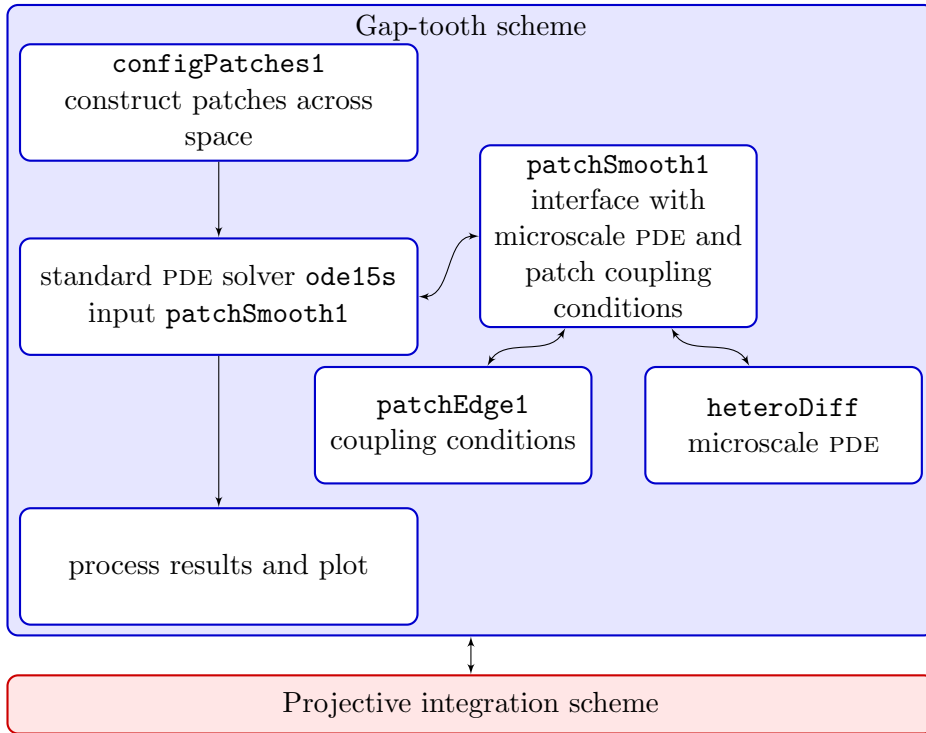 Gap-tooth scheme
configPatches1
construct patches across
space
patchSmooth1
interface with
microscale PDE and
patch coupling
conditions
standard PDE solver ode15s
input patchSmooth1
patchEdge1
coupling conditions
heteroDiff
microscale PDE
process results and plot
Projective integration scheme